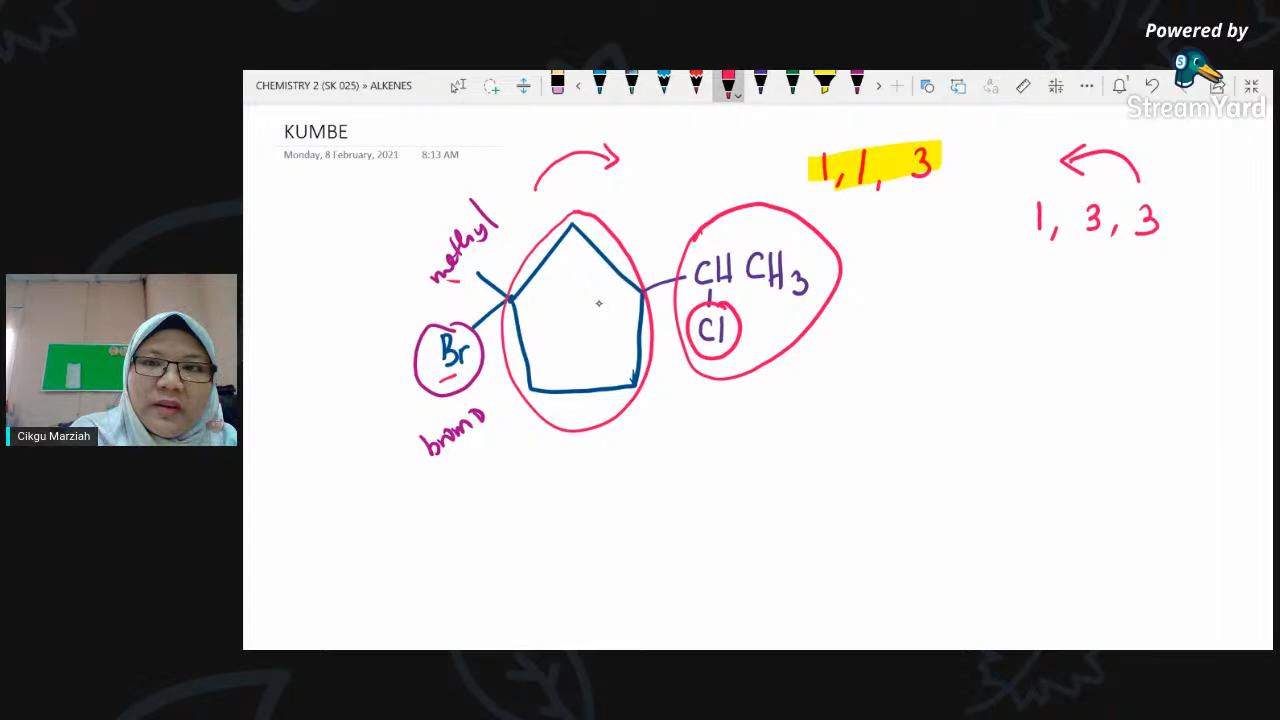 Powered by
StreamYard
CHEMISTRY 2 (SK 025) » ALKENES
KUMBE
Monday, 8 February, 2021 8:13 AM
1, 1, 3
1, 3, 3
methyl
CH CH3
Cl
Br
bromo
Cikgu Marziah